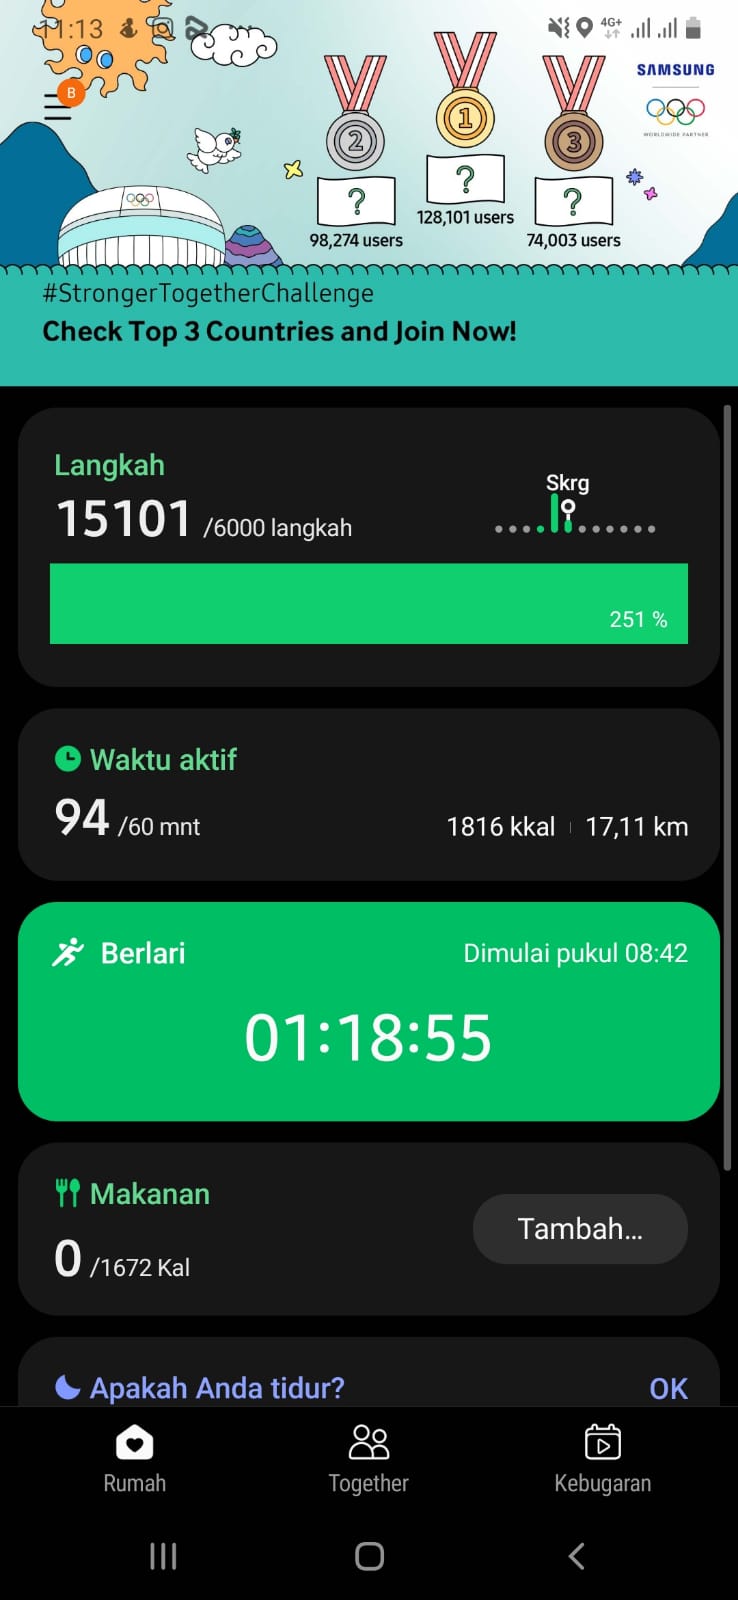 11:13
4G+
B
SAMSUNG
WORLDWIDE PARTNER
2
1
3
?
?
?
98,274 users
128,101 users
74,003 users
#StrongerTogetherChallenge
Check Top 3 Countries and Join Now!
Langkah
15101 /6000 langkah
Skrg
251 %
Waktu aktif
94 /60 mnt
1816 kkal
17,11 km
Berlari
Dimulai pukul 08:42
01:18:55
Makanan
0 /1672 Kal
Tambah...
Apakah Anda tidur?
OK
Rumah
Together
Kebugaran